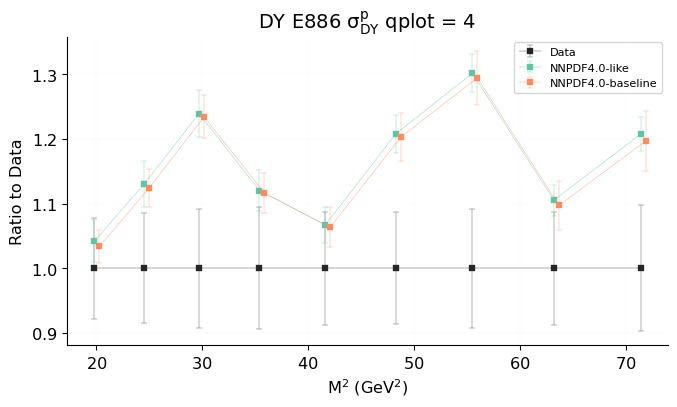 DY E886 σ^p_DY qplot = 4
Ratio to Data
1.3
1.2
1.1
1.0
0.9
Data
NNPDF4.0-like
NNPDF4.0-baseline
20 30 40 50 60 70
M² (GeV²)